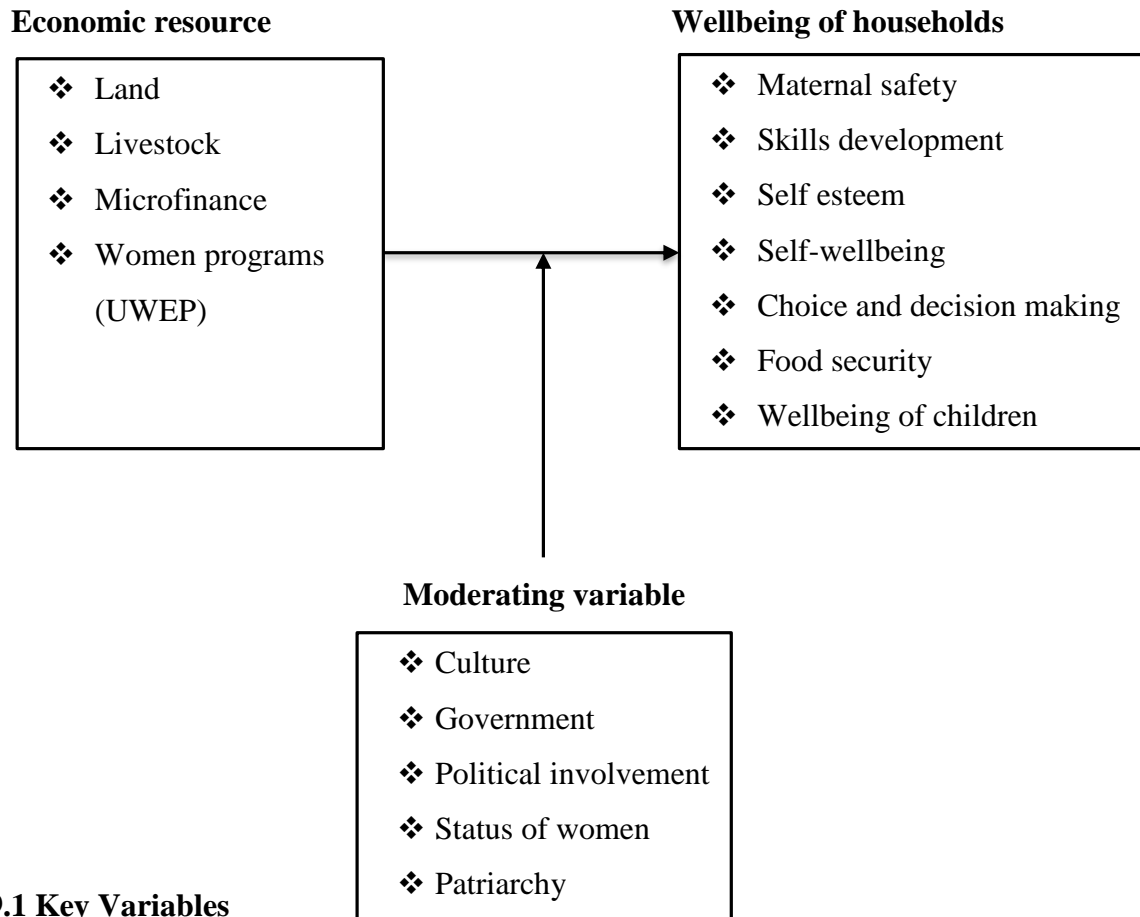 Economic resource
❖ Land
❖ Livestock
❖ Microfinance
❖ Women programs
(UWEP)
Wellbeing of households
❖ Maternal safety
❖ Skills development
❖ Self esteem
❖ Self-wellbeing
❖ Choice and decision making
❖ Food security
❖ Wellbeing of children
Moderating variable
❖ Culture
❖ Government
❖ Political involvement
❖ Status of women
❖ Patriarchy
.1 Key Variables